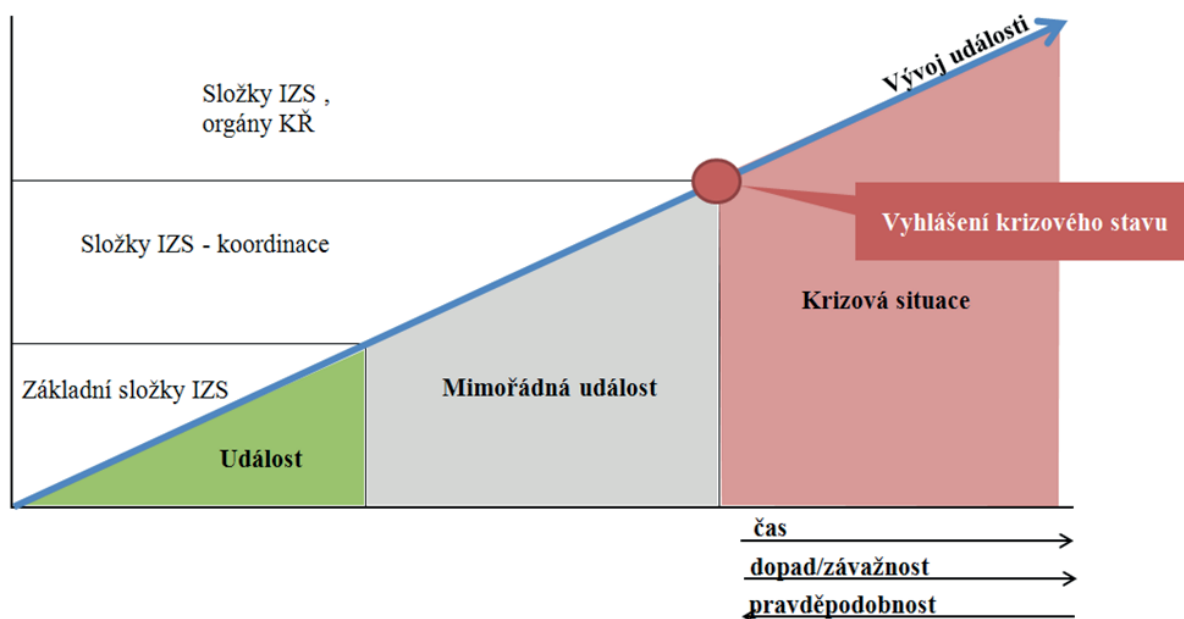 Vývoj události
Složky IZS ,
orgány KŘ
Vyhlášení krizového stavu
Složky IZS - koordinace
Krizová situace
Základní složky IZS
Mimořádná událost
Událost
čas
dopad/závažnost
pravděpodobnost